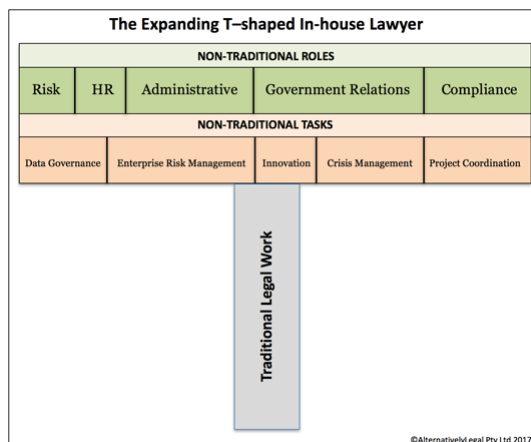 The Expanding T–shaped In-house Lawyer
NON-TRADITIONAL ROLES
Risk HR Administrative Government Relations Compliance
NON-TRADITIONAL TASKS
Data Governance Enterprise Risk Management Innovation Crisis Management Project Coordination
Traditional Legal Work
©AlternativelyLegal Pty Ltd 2017